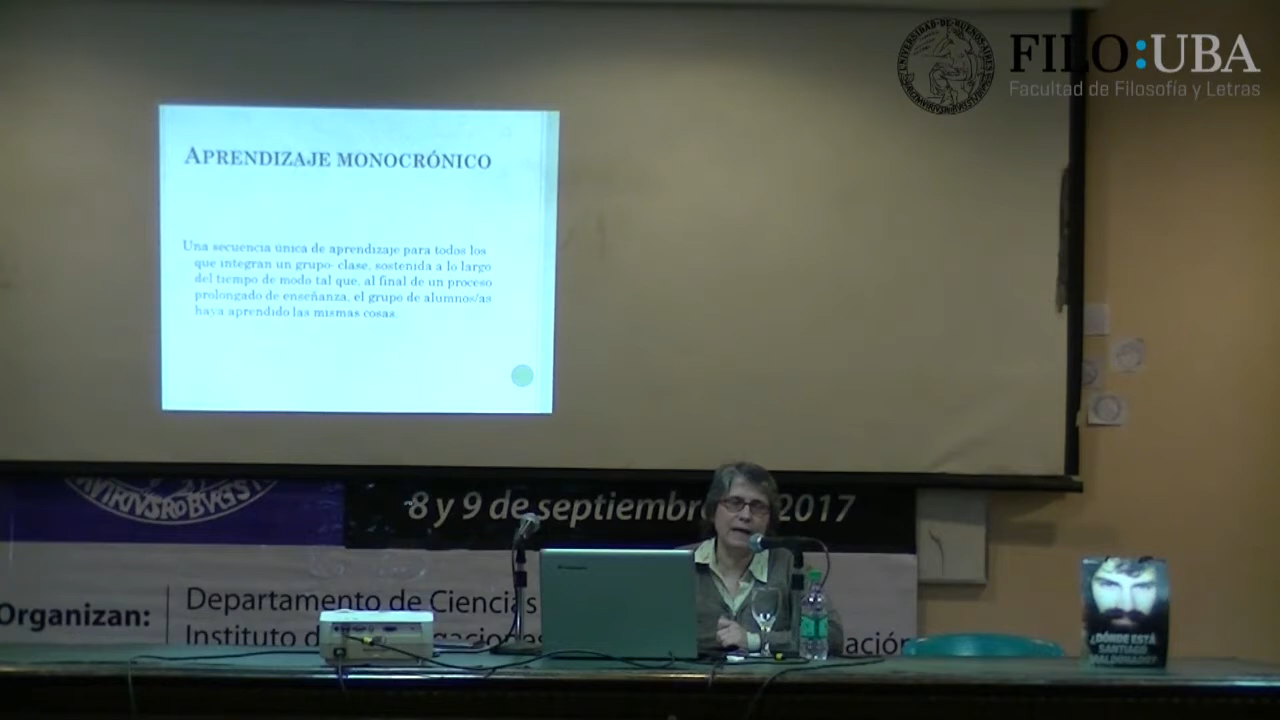 FILO:UBA
Facultad de Filosofía y Letras
APRENDIZAJE MONOCRÓNICO
Una secuencia única de aprendizaje para todos los
que integran un grupo- clase, sostenida a lo largo
del tiempo de modo tal que, al final de un proceso
prolongado de enseñanza, el grupo de alumnos/as
haya aprendido las mismas cosas.
8 y 9 de septiembre 2017
Organizan:
Departamento de Ciencias
Instituto
¿DÓNDE ESTÁ
SANTIAGO
MALDONADO?